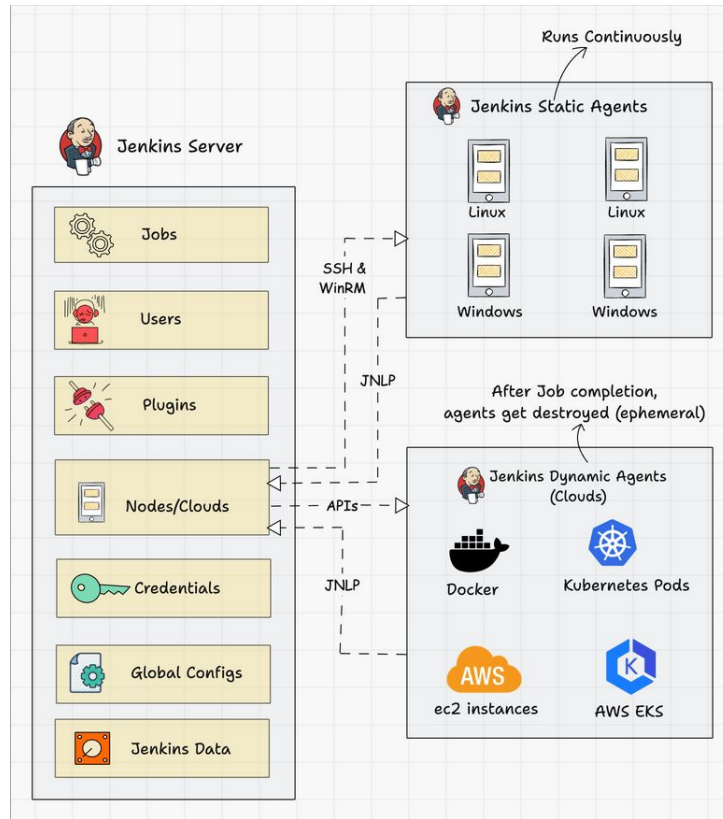 Runs Continuously
Jenkins Static Agents
Linux
Linux
Windows
Windows
Jenkins Server
Jobs
Users
Plugins
Nodes/Clouds
Credentials
Global Configs
Jenkins Data
SSH &
WinRM
JNLP
APIs
JNLP
After Job completion,
agents get destroyed (ephemeral)
Jenkins Dynamic Agents
(Clouds)
Docker
Kubernetes Pods
AWS
ec2 instances
K
AWS EKS